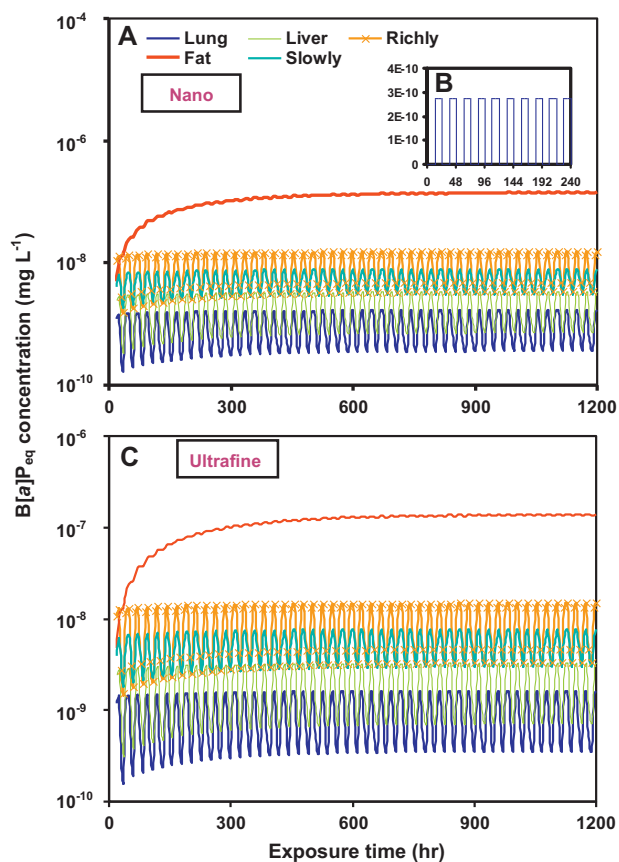 A
Lung Liver Richly
Fat Slowly
Nano
B
4E-10
3E-10
2E-10
1E-10
0
0 48 96 144 192 240
10⁻⁴
10⁻⁶
10⁻⁸
10⁻¹⁰
0 300 600 900 1200
B[a]Peq concentration (mg L⁻¹)
C
Ultrafine
10⁻⁶
10⁻⁷
10⁻⁸
10⁻⁹
10⁻¹⁰
0 300 600 900 1200
Exposure time (hr)